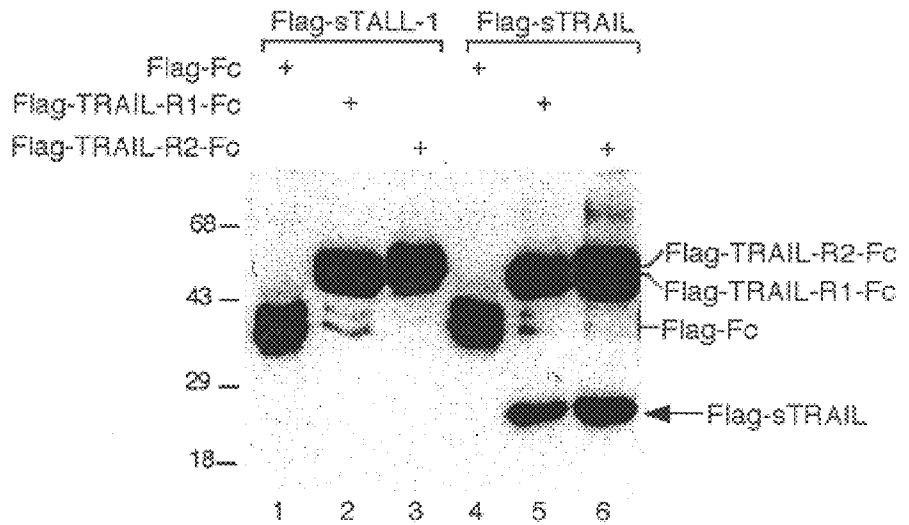 Flag-sTALL-1 Flag-sTRAIL
Flag-Fc + +
Flag-TRAIL-R1-Fc + +
Flag-TRAIL-R2-Fc + +
68
Flag-TRAIL-R2-Fc
43
Flag-TRAIL-R1-Fc
Flag-Fc
29
Flag-sTRAIL
18
1 2 3 4 5 6